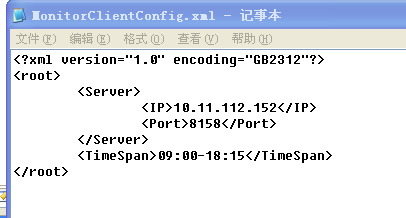 MonitorClientConfig.xml - 记事本
文件(F) 编辑(E) 格式(O) 查看(V) 帮助(H)
<?xml version="1.0" encoding="GB2312"?>
<root>
        <Server>
                <IP>10.11.112.152</IP>
                <Port>8158</Port>
        </Server>
        <TimeSpan>09:00-18:15</TimeSpan>
</root>